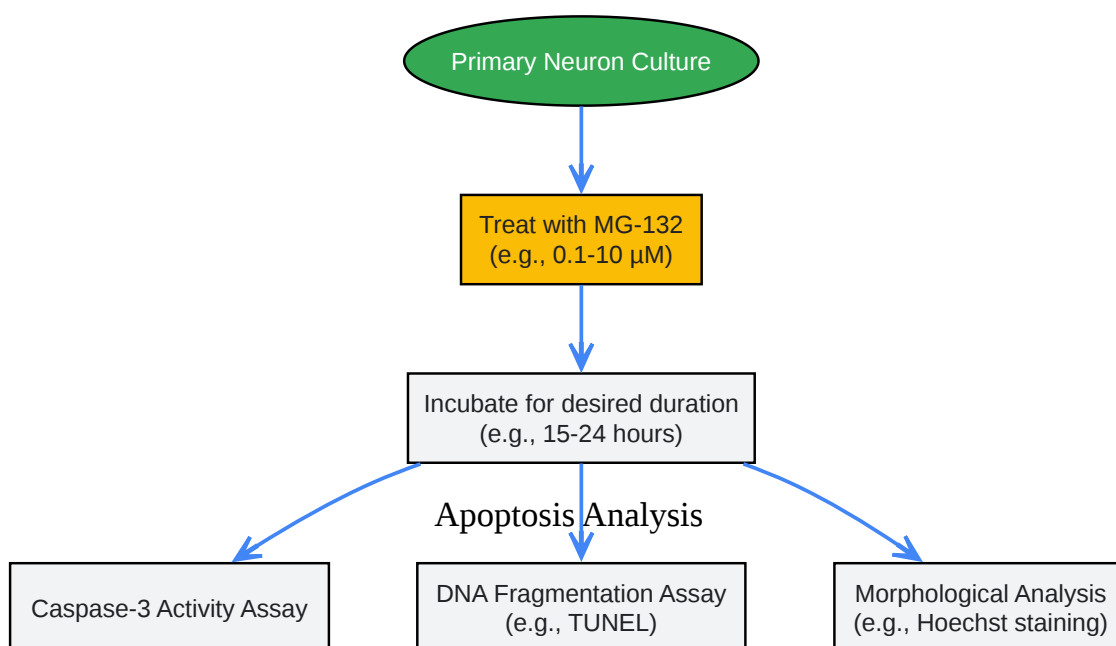 Primary Neuron Culture
Treat with MG-132
(e.g., 0.1-10 µM)
Incubate for desired duration
(e.g., 15-24 hours)
Apoptosis Analysis
Caspase-3 Activity Assay
DNA Fragmentation Assay
(e.g., TUNEL)
Morphological Analysis
(e.g., Hoechst staining)